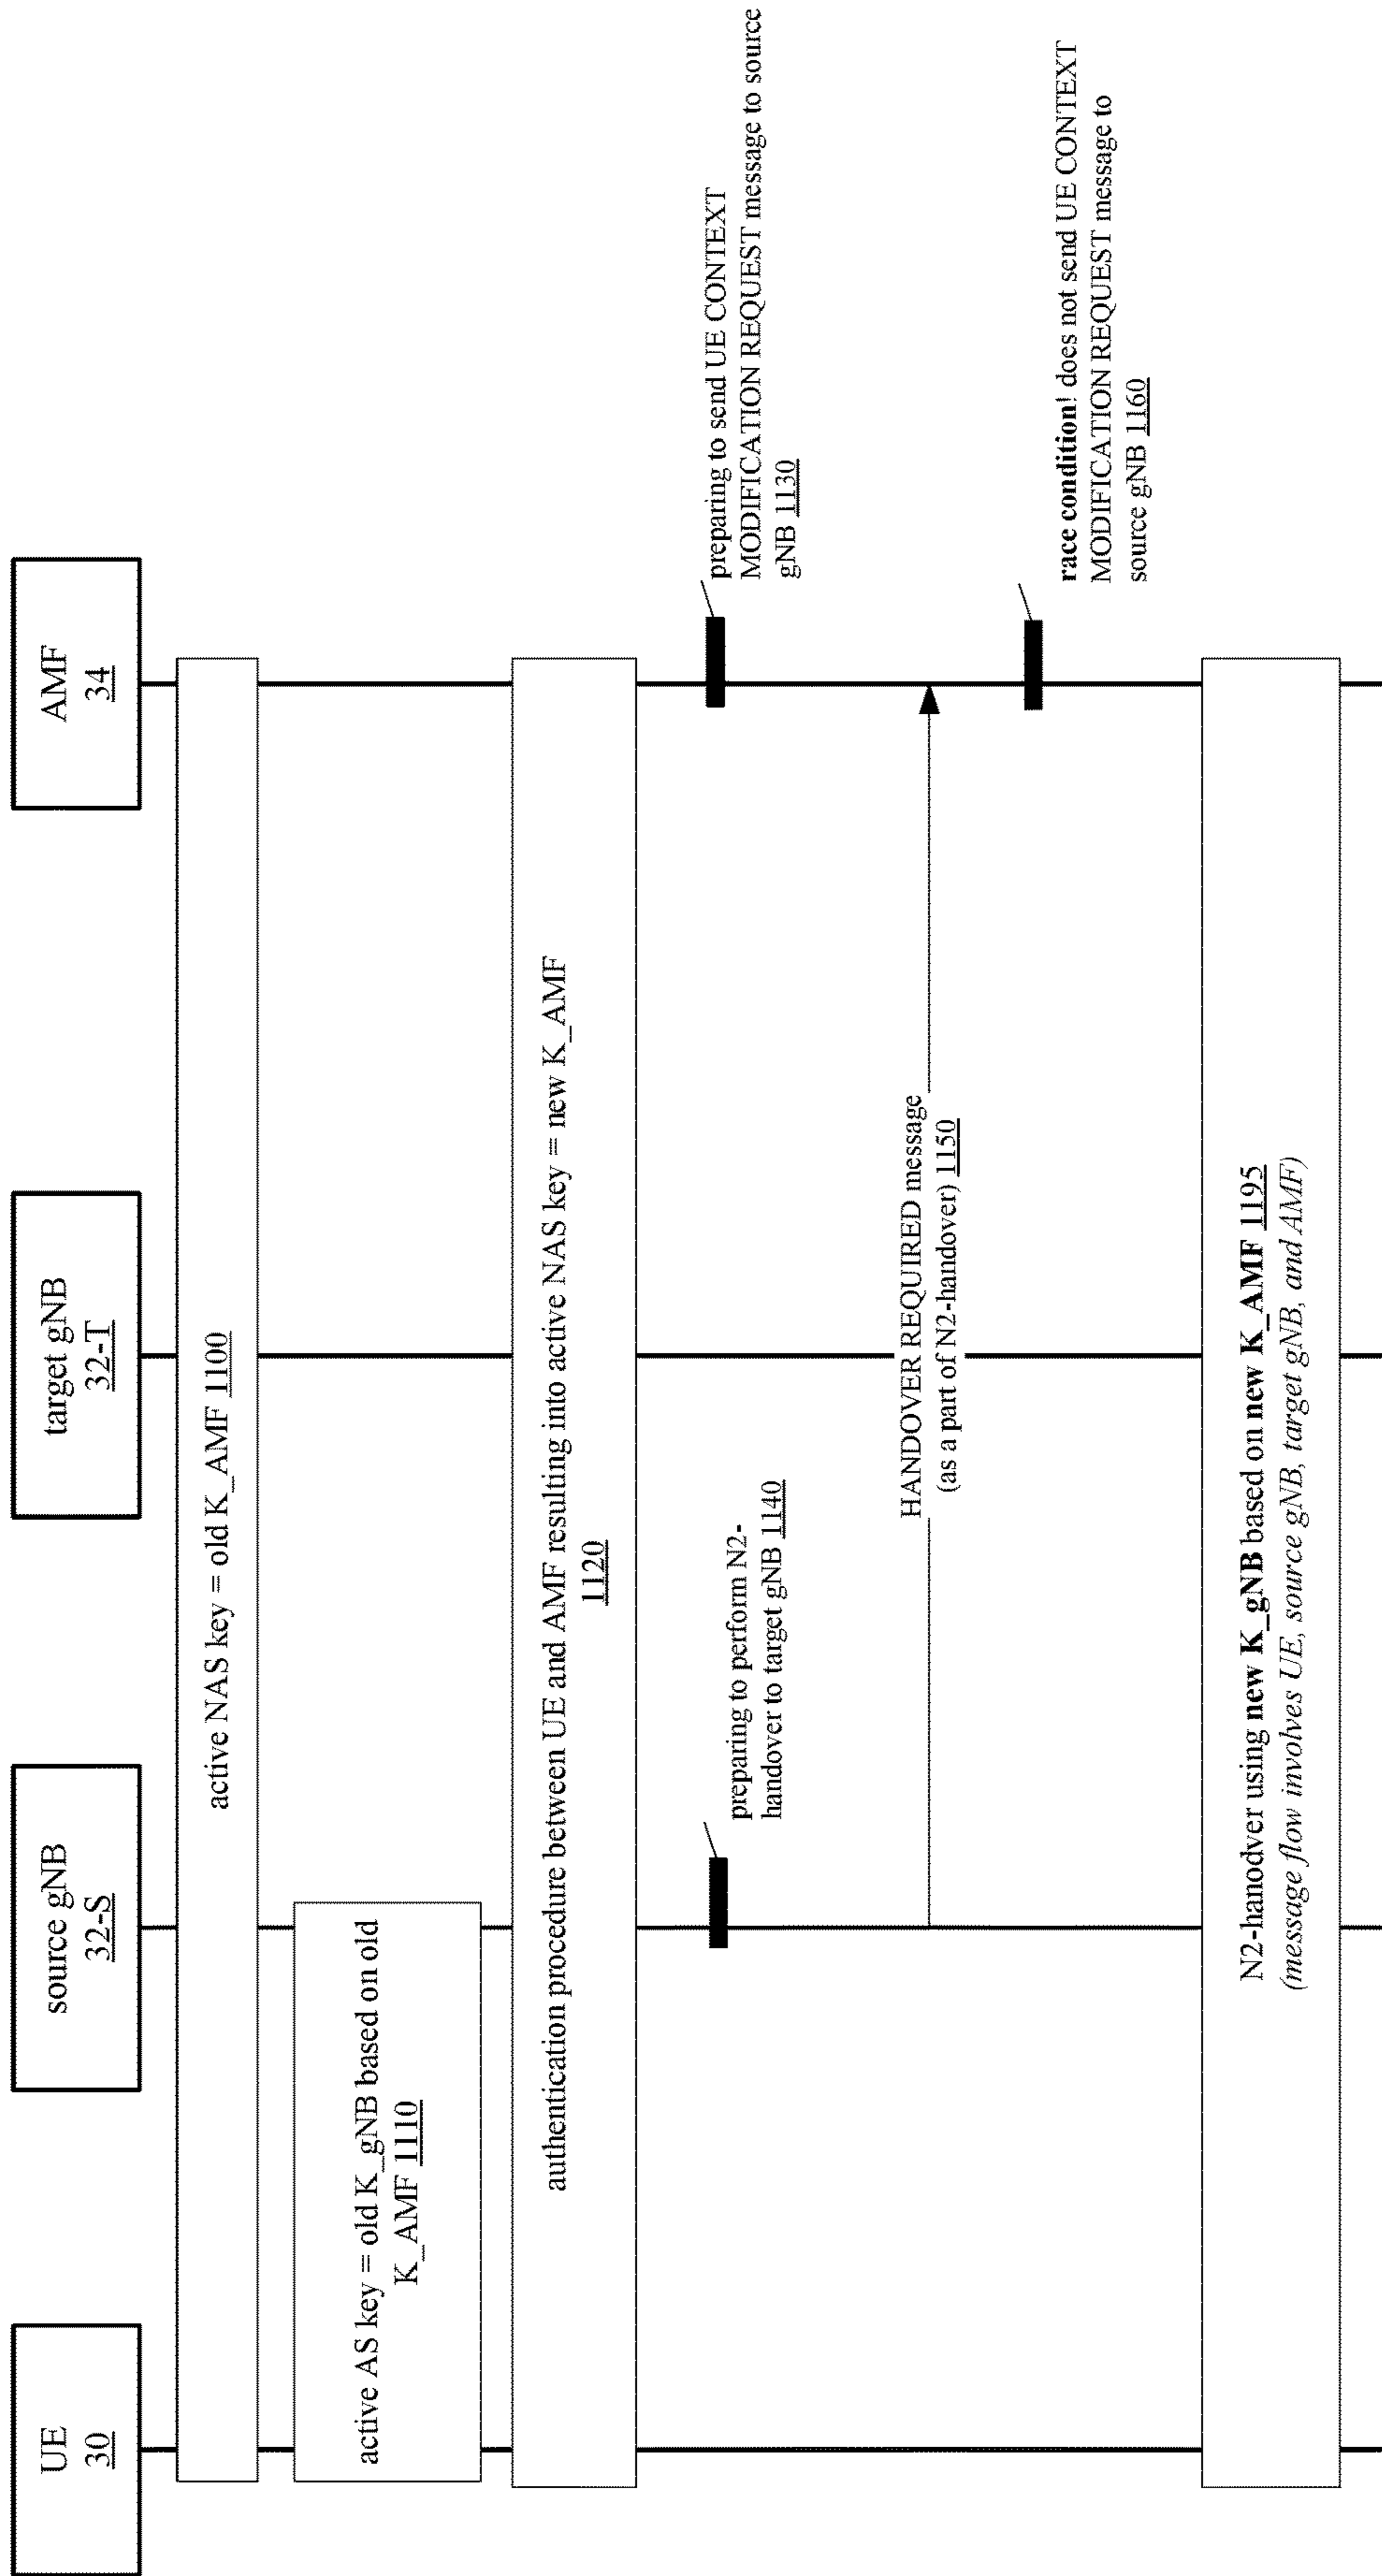 UE
30
source gNB
32-S
target gNB
32-T
AMF
34
active NAS key = old K_AMF 1100
active AS key = old K_gNB based on old
K_AMF 1110
authentication procedure between UE and AMF resulting into active NAS key = new K_AMF
1120
preparing to send UE CONTEXT
MODIFICATION REQUEST message to source
gNB 1130
preparing to perform N2-
handover to target gNB 1140
HANDOVER REQUIRED message
(as a part of N2-handover) 1150
race condition! does not send UE CONTEXT
MODIFICATION REQUEST message to
source gNB 1160
N2-hanodver using new K_gNB based on new K_AMF 1195
(message flow involves UE, source gNB, target gNB, and AMF)